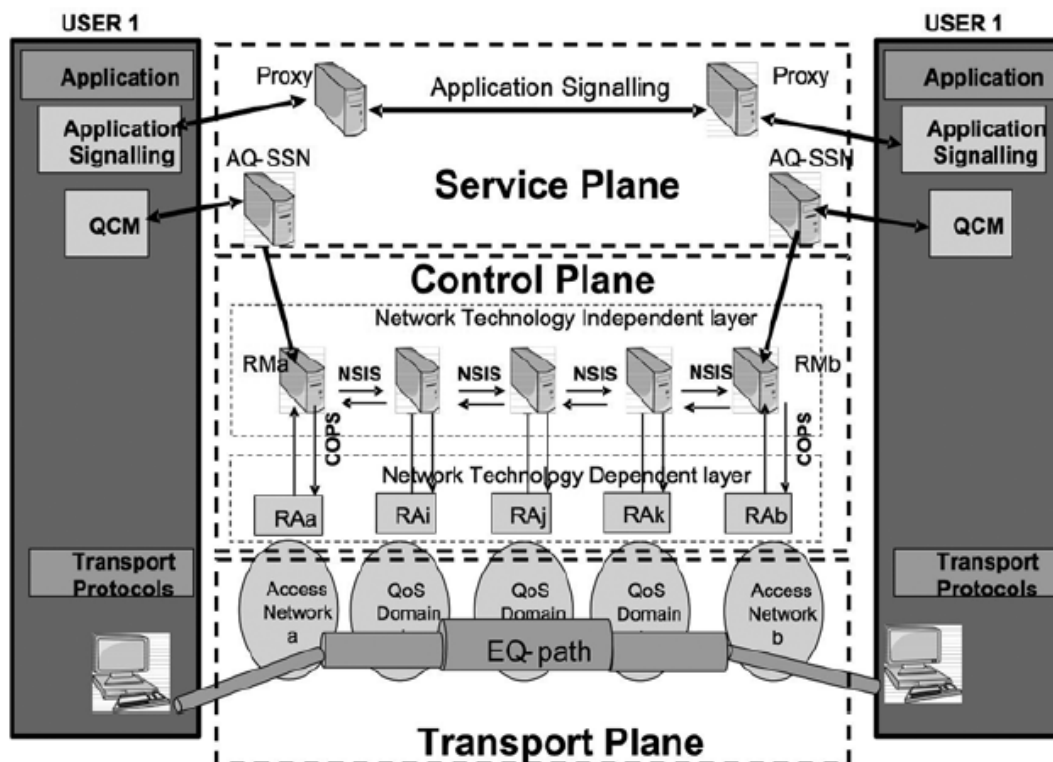 USER 1
USER 1
Application
Application
Signalling
QCM
Transport
Protocols
Proxy
Application Signalling
Proxy
AQ-SSN
AQ-SSN
Service Plane
Control Plane
Network Technology Independent layer
RMa
NSIS
NSIS
NSIS
NSIS
RMb
COPS
COPS
Network Technology Dependent layer
RAa
RAi
RAj
RAk
RAb
Access
Network
a
QoS
Domain
QoS
Domain
QoS
Domain
Access
Network
b
EQ-path
Transport Plane
Application
Application
Signalling
QCM
Transport
Protocols